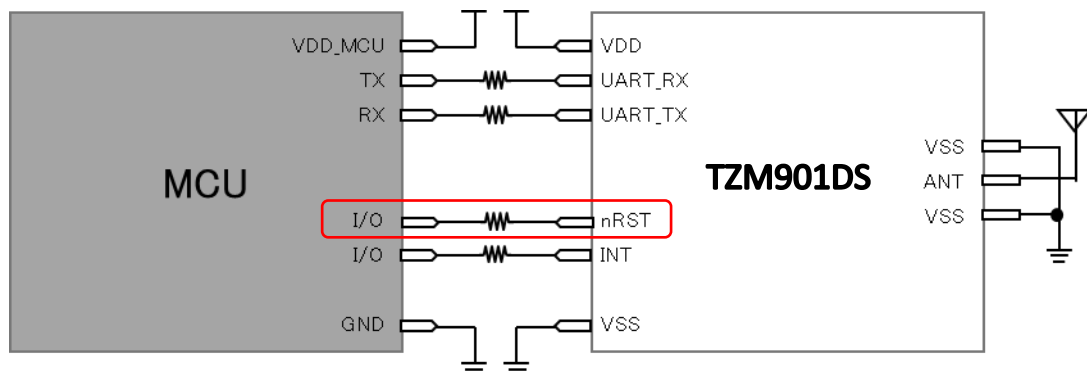 VDD_MCU
TX
RX
MCU
I/O
I/O
GND
VDD
UART_RX
UART_TX
TZM901DS
nRST
INT
VSS
VSS
ANT
VSS